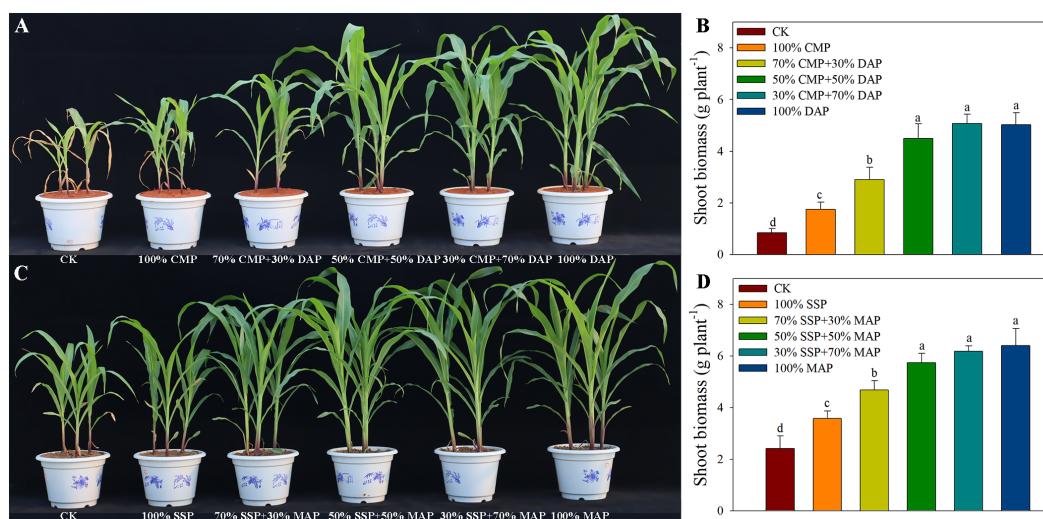 A
CK
100% CMP
70% CMP+30% DAP
50% CMP+50% DAP
30% CMP+70% DAP
100% DAP
B
CK
100% CMP
70% CMP+30% DAP
50% CMP+50% DAP
30% CMP+70% DAP
100% DAP
Shoot biomass (g plant⁻¹)
8
6
4
2
0
d
c
b
a
a
a
C
CK
100% SSP
70% SSP+30% MAP
50% SSP+50% MAP
30% SSP+70% MAP
100% MAP
D
CK
100% SSP
70% SSP+30% MAP
50% SSP+50% MAP
30% SSP+70% MAP
100% MAP
Shoot biomass (g plant⁻¹)
8
6
4
2
0
d
c
b
a
a
a